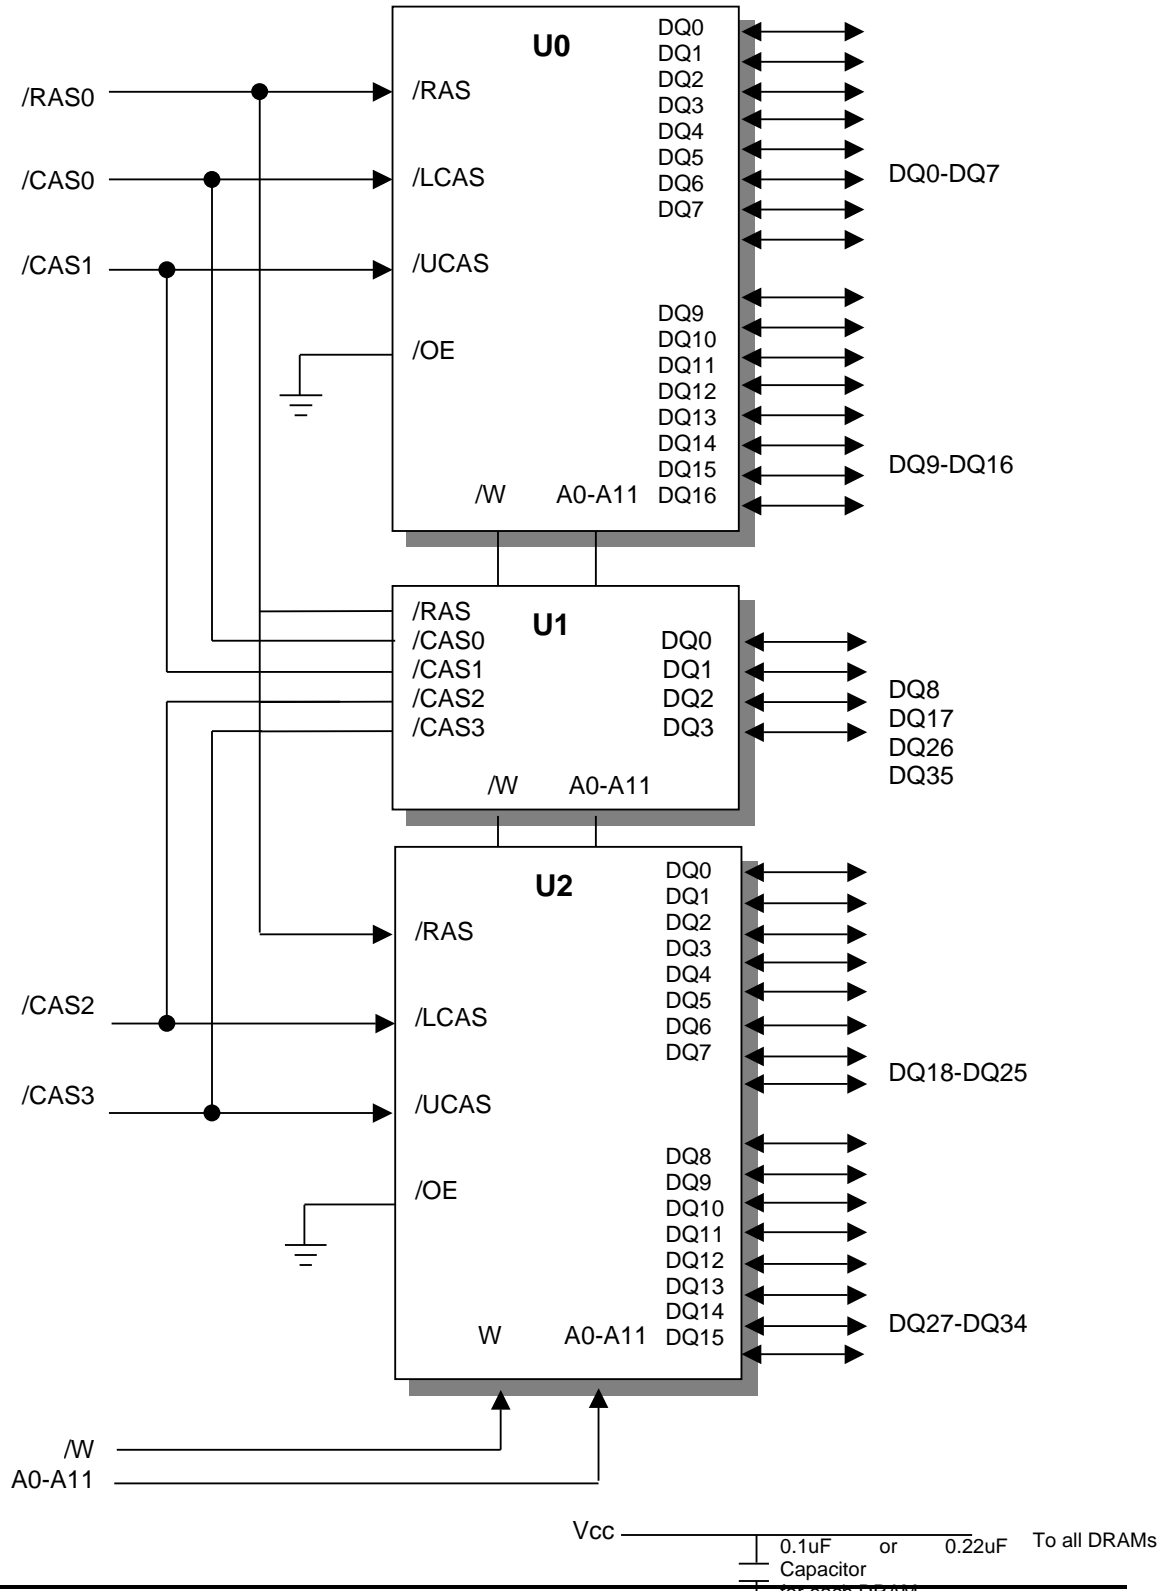 U0
DQ0
DQ1
DQ2
DQ3
DQ4
DQ5
DQ6
DQ7
/RAS0
/RAS
/CAS0
/LCAS
DQ0-DQ7
/CAS1
/UCAS
/OE
DQ9
DQ10
DQ11
DQ12
DQ13
DQ14
DQ15
DQ16
DQ9-DQ16
/W A0-A11
U1
/RAS
/CAS0
/CAS1
/CAS2
/CAS3
DQ0
DQ1
DQ2
DQ3
DQ8
DQ17
DQ26
DQ35
/W A0-A11
U2
DQ0
DQ1
DQ2
DQ3
DQ4
DQ5
DQ6
DQ7
/RAS
/CAS2
/LCAS
DQ18-DQ25
/CAS3
/UCAS
/OE
DQ8
DQ9
DQ10
DQ11
DQ12
DQ13
DQ14
DQ15
DQ27-DQ34
W A0-A11
/W
A0-A11
Vcc
0.1uF or 0.22uF To all DRAMs
Capacitor
for each DRAM